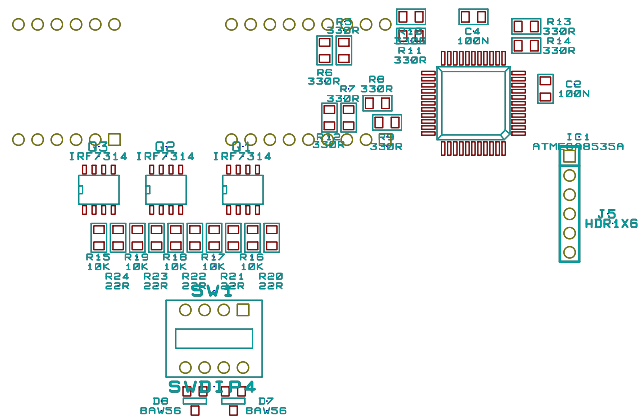 R5
330R
R10
330R
R11
330R
C4
100N
R13
330R
R14
330R
R6
330R
R8
330R
R7
330R
C2
100N
R12
330R
R9
330R
IC1
ATMEGA8535A
Q3
IRF7314
Q2
IRF7314
Q1
IRF7314
J5
HDR1X6
R15
10K
R19
10K
R18
10K
R17
10K
R16
10K
R24
22R
R23
22R
R22
22R
R21
22R
R20
22R
SW1
SWDIP4
D8
BAW56
D7
BAW56